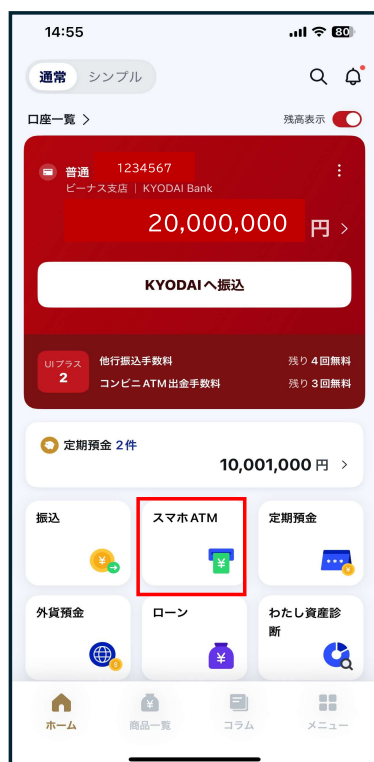 14:55
80
通常 シンプル
口座一覧 >
残高表示
普通 1234567
ビーナス支店 | KYODAI Bank
20,000,000 円 >
KYODAIへ振込
UIプラス
2
他行振込手数料 残り4回無料
コンビニATM出金手数料 残り3回無料
定期預金 2件
10,001,000 円 >
振込 スマホATM 定期預金
外貨預金 ローン わたし資産診
断
ホーム 商品一覧 コラム メニュー